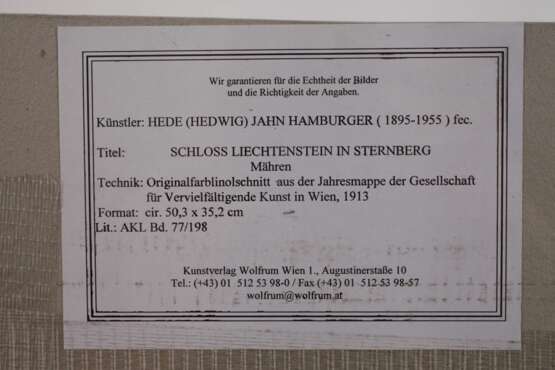 Wir garantieren für die Echtheit der Bilder
und die Richtigkeit der Angaben.
Künstler: HEDE (HEDWIG) JAHN HAMBURGER ( 1895-1955 ) fec.
Titel: SCHLOSS LIECHTENSTEIN IN STERNBERG
Mähren
Technik: Originalfarblinolschnitt aus der Jahresmappe der Gesellschaft
für Vervielfältigende Kunst in Wien, 1913
Format: cir. 50,3 x 35,2 cm
Lit.: AKL Bd. 77/198
Kunstverlag Wolfrum Wien 1., Augustinerstraße 10
Tel.: (+43) 01 512 53 98-0 / Fax (+43) 01 512 53 98-57
wolfrum@wolfrum.at